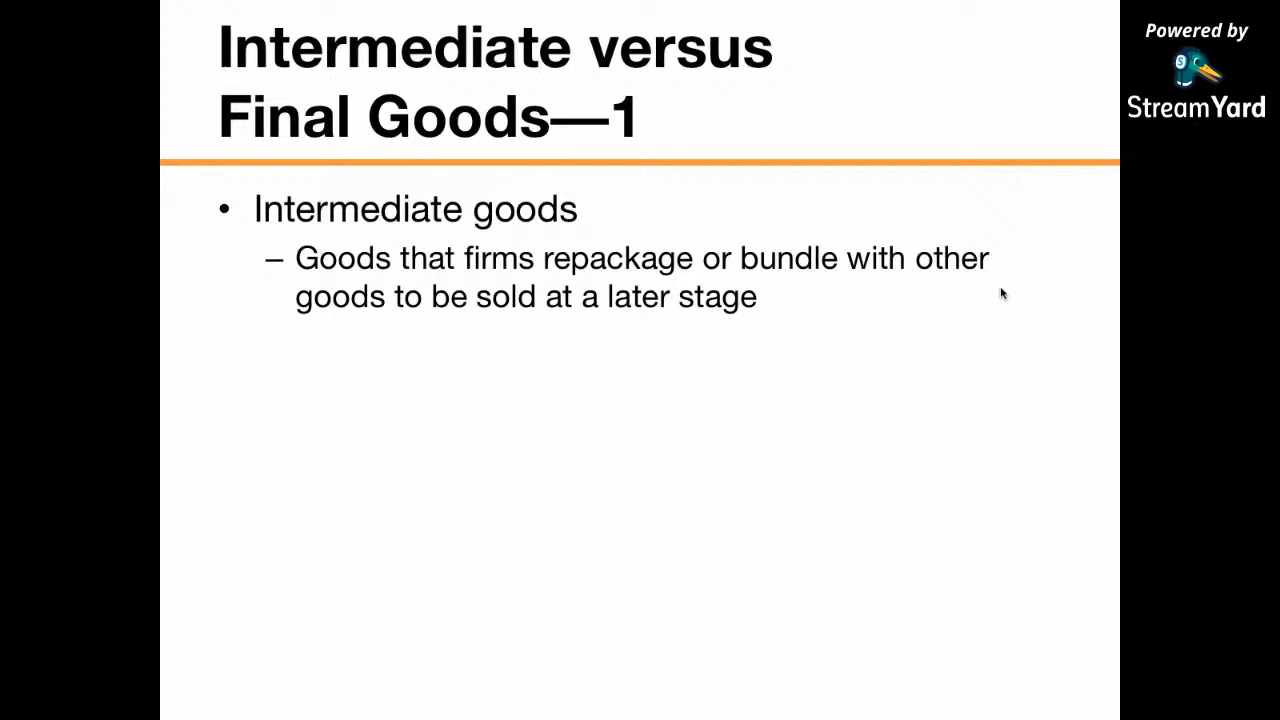 Intermediate versus
Final Goods—1
• Intermediate goods
– Goods that firms repackage or bundle with other
goods to be sold at a later stage
Powered by
S
StreamYard